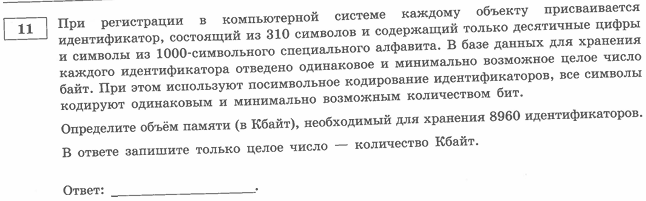 11
При регистрации в компьютерной системе каждому объекту присваивается
идентификатор, состоящий из 310 символов и содержащий только десятичные цифры
и символы из 1000-символьного специального алфавита. В базе данных для хранения
каждого идентификатора отведено одинаковое и минимально возможное целое число
байт. При этом используют посимвольное кодирование идентификаторов, все символы
кодируют одинаковым и минимально возможным количеством бит.
Определите объём памяти (в Кбайт), необходимый для хранения 8960 идентификаторов.
В ответе запишите только целое число — количество Кбайт.
Ответ: ____________________.